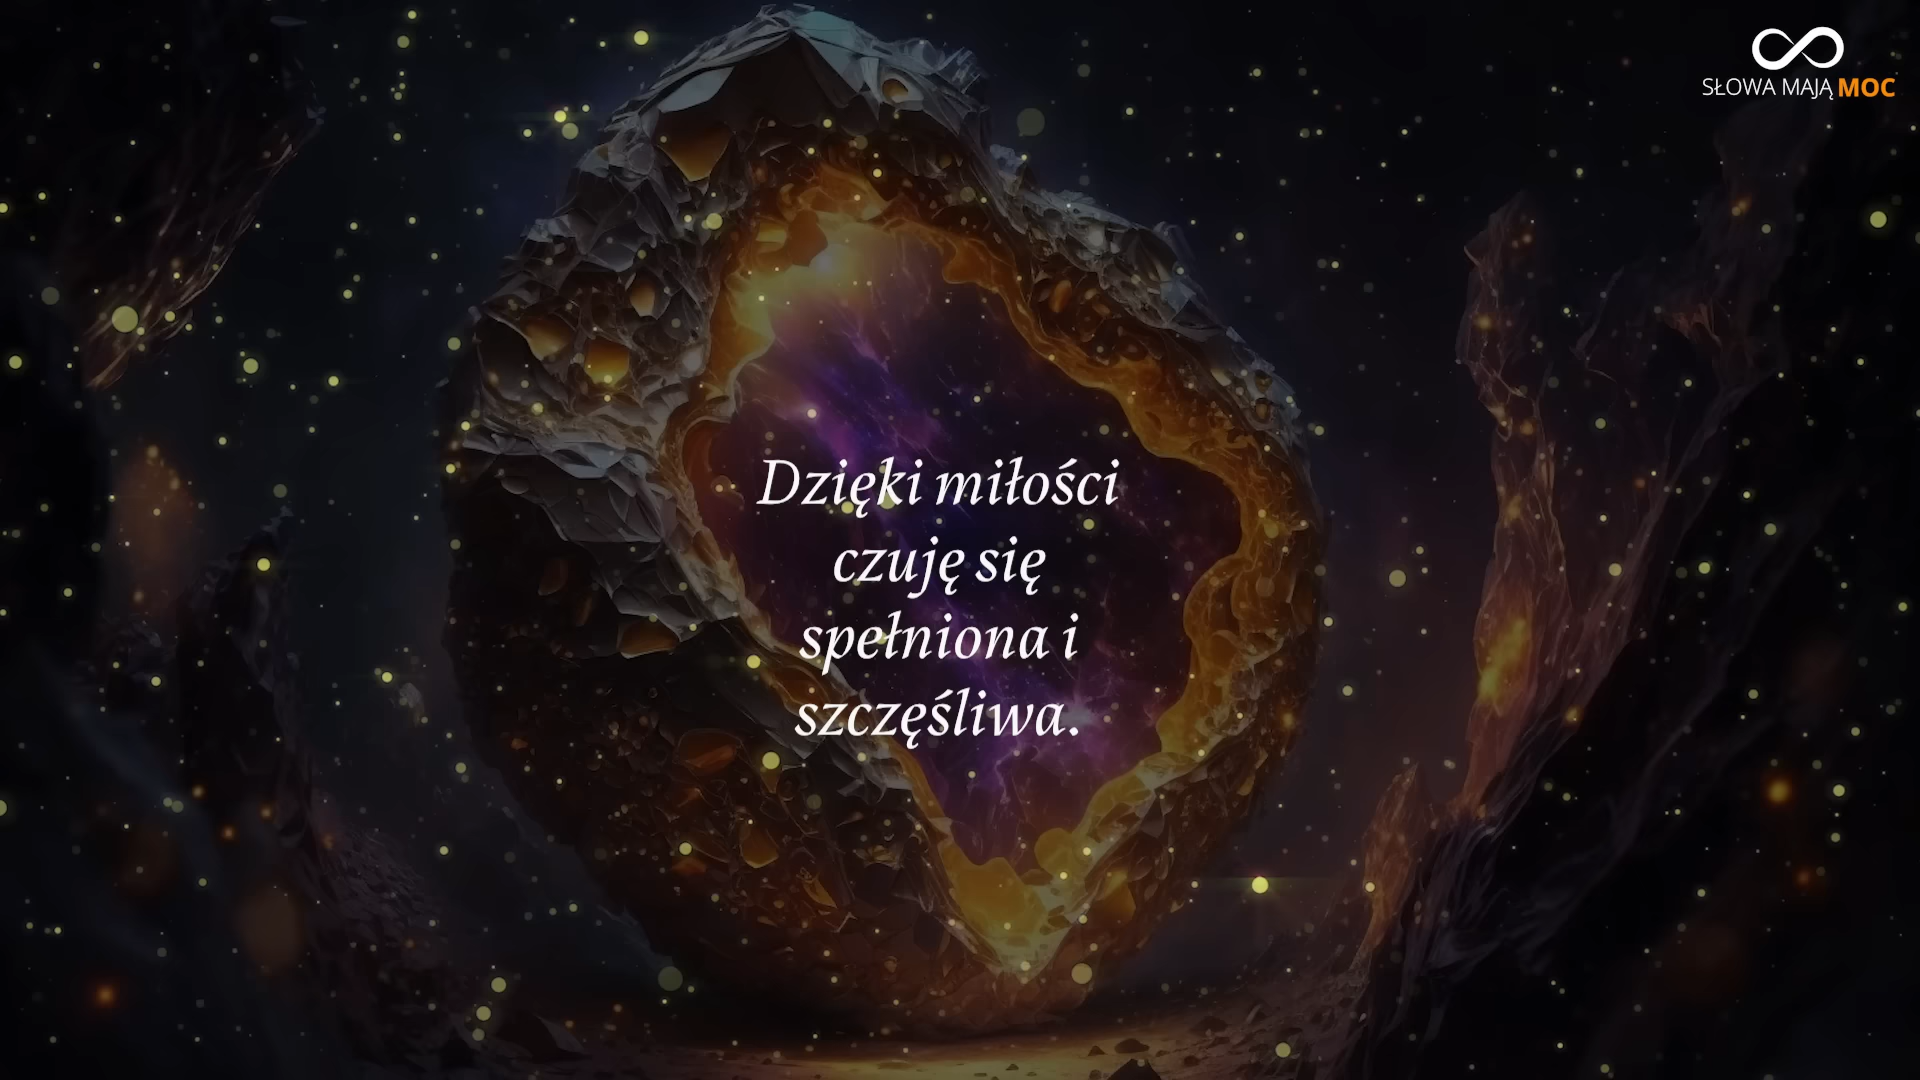 SŁOWA MAJĄ MOC
Dzięki miłości
czuję się
spełniona i
szczęśliwa.